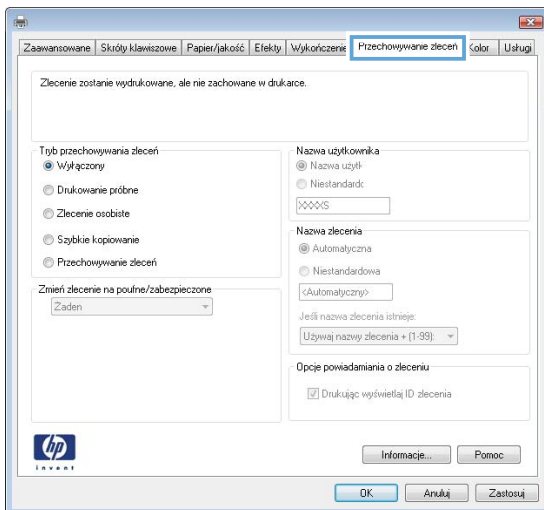 Zaawansowane Skróty klawiszowe Papier/jakość Efekty Wykończenie Przechowywanie zleceń Kolor Usługi
Zlecenie zostanie wydrukowane, ale nie zachowane w drukarce.
Tryb przechowywania zleceń
Wyłączony
Drukowanie próbne
Zlecenie osobiste
Szybkie kopiowanie
Przechowywanie zleceń
Zmień zlecenie na poufne/zabezpieczone
Żaden
Nazwa użytkownika
Nazwa użytk
Niestandardc
XXXXS
Nazwa zlecenia
Automatyczna
Niestandardowa
<Automatyczny>
Jeśli nazwa zlecenia istnieje:
Używaj nazwy zlecenia + (1-99):
Opcje powiadamiania o zleceniu
Drukując wyświetlaj ID zlecenia
hp
invent
Informacje... Pomoc
OK Anuluj Zastosuj